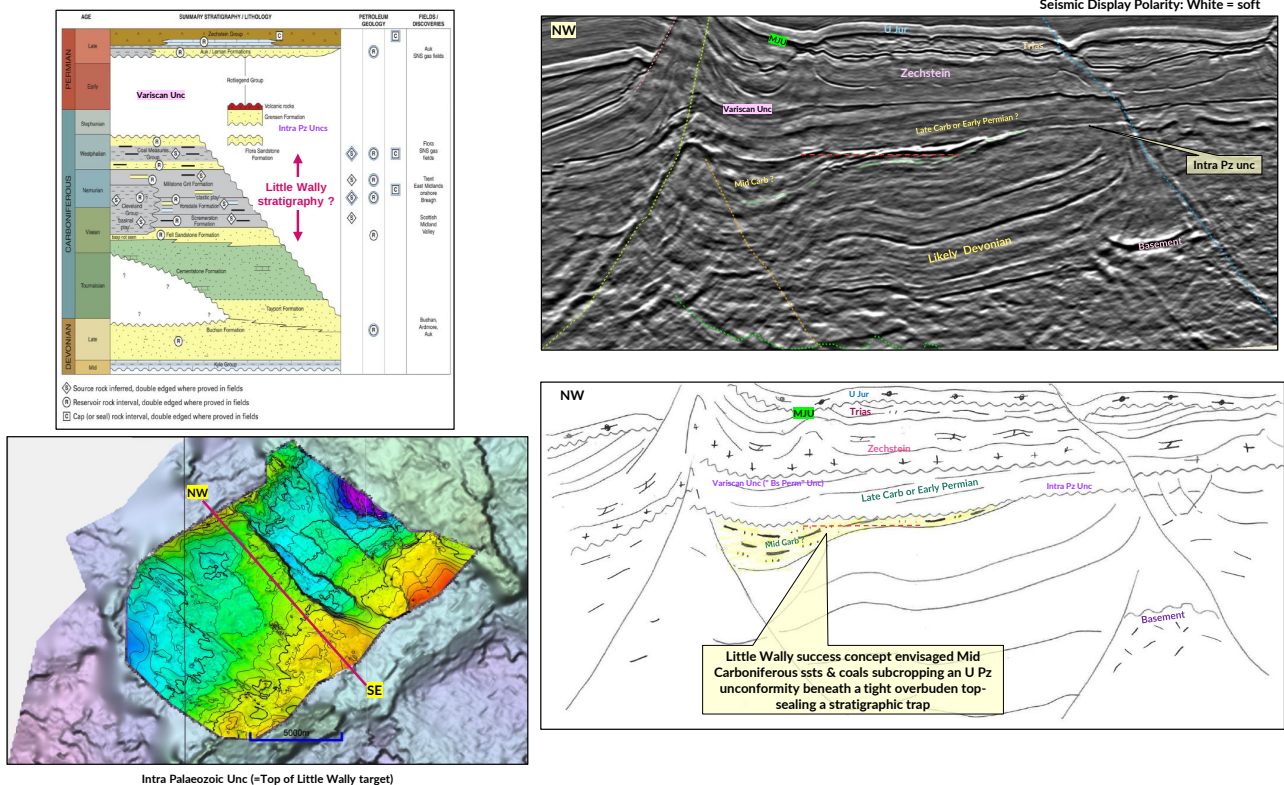 Seismic Display Polarity: White = soft
AGE
SUMMARY STRATIGRAPHY / LITHOLOGY
PETROLEUM
GEOLOGY
FIELDS /
DISCOVERIES
PERMIAN
Late
Early
CARBONIFEROUS
Stephanian
Westphalian
Namurian
Visean
Tournaisian
DEVONIAN
Late
Mid
Zechstein Group
C
R
Auk / Leman Formations
R
Rotliegend Group
Variscan Unc
Volcanic rocks
Grensen Formation
Intra Pz Uncs
Flora Sandstone
Formation
R
Coal Measures
Group
S
R
Little Wally
stratigraphy ?
R
S
Millstone Grit Formation
R
clastic play
Cleveland
Group
Yoredale Formation
basinal
play
S
R
Scremerston Formation
S
base not seen
R
Fell Sandstone Formation
Cementstone Formation
?
?
?
?
Tayport Formation
Buchan Formation
R
Kyle Group
C
R
Auk
SNS gas fields
S
R
C
Flora
SNS gas
fields
S
R
C
Trent
East Midlands
onshore
Breagh
S
R
S
Scottish
Midland
Valley
R
R
Buchan,
Ardmore,
Auk
S Source rock inferred, double edged where proved in fields
R Reservoir rock interval, double edged where proved in fields
C Cap (or seal) rock interval, double edged where proved in fields
NW
MJU
U Jur
Trias
Zechstein
Variscan Unc
Late Carb or Early Permian ?
Intra Pz unc
Mid Carb ?
Likely Devonian
Basement
NW
U Jur
MJU
Trias
Zechstein
Variscan Unc (" Bs Perm" Unc)
Late Carb or Early Permian
Intra Pz Unc
Mid Carb ?
Basement
Little Wally success concept envisaged Mid
Carboniferous ssts & coals subcropping an U Pz
unconformity beneath a tight overbuden top-
sealing a stratigraphic trap
NW
SE
5000m
Intra Palaeozoic Unc (=Top of Little Wally target)